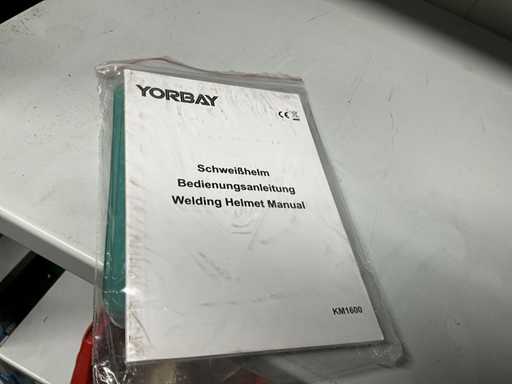 YORBAY
CE
Schweißhelm
Bedienungsanleitung
Welding Helmet Manual
KM1600